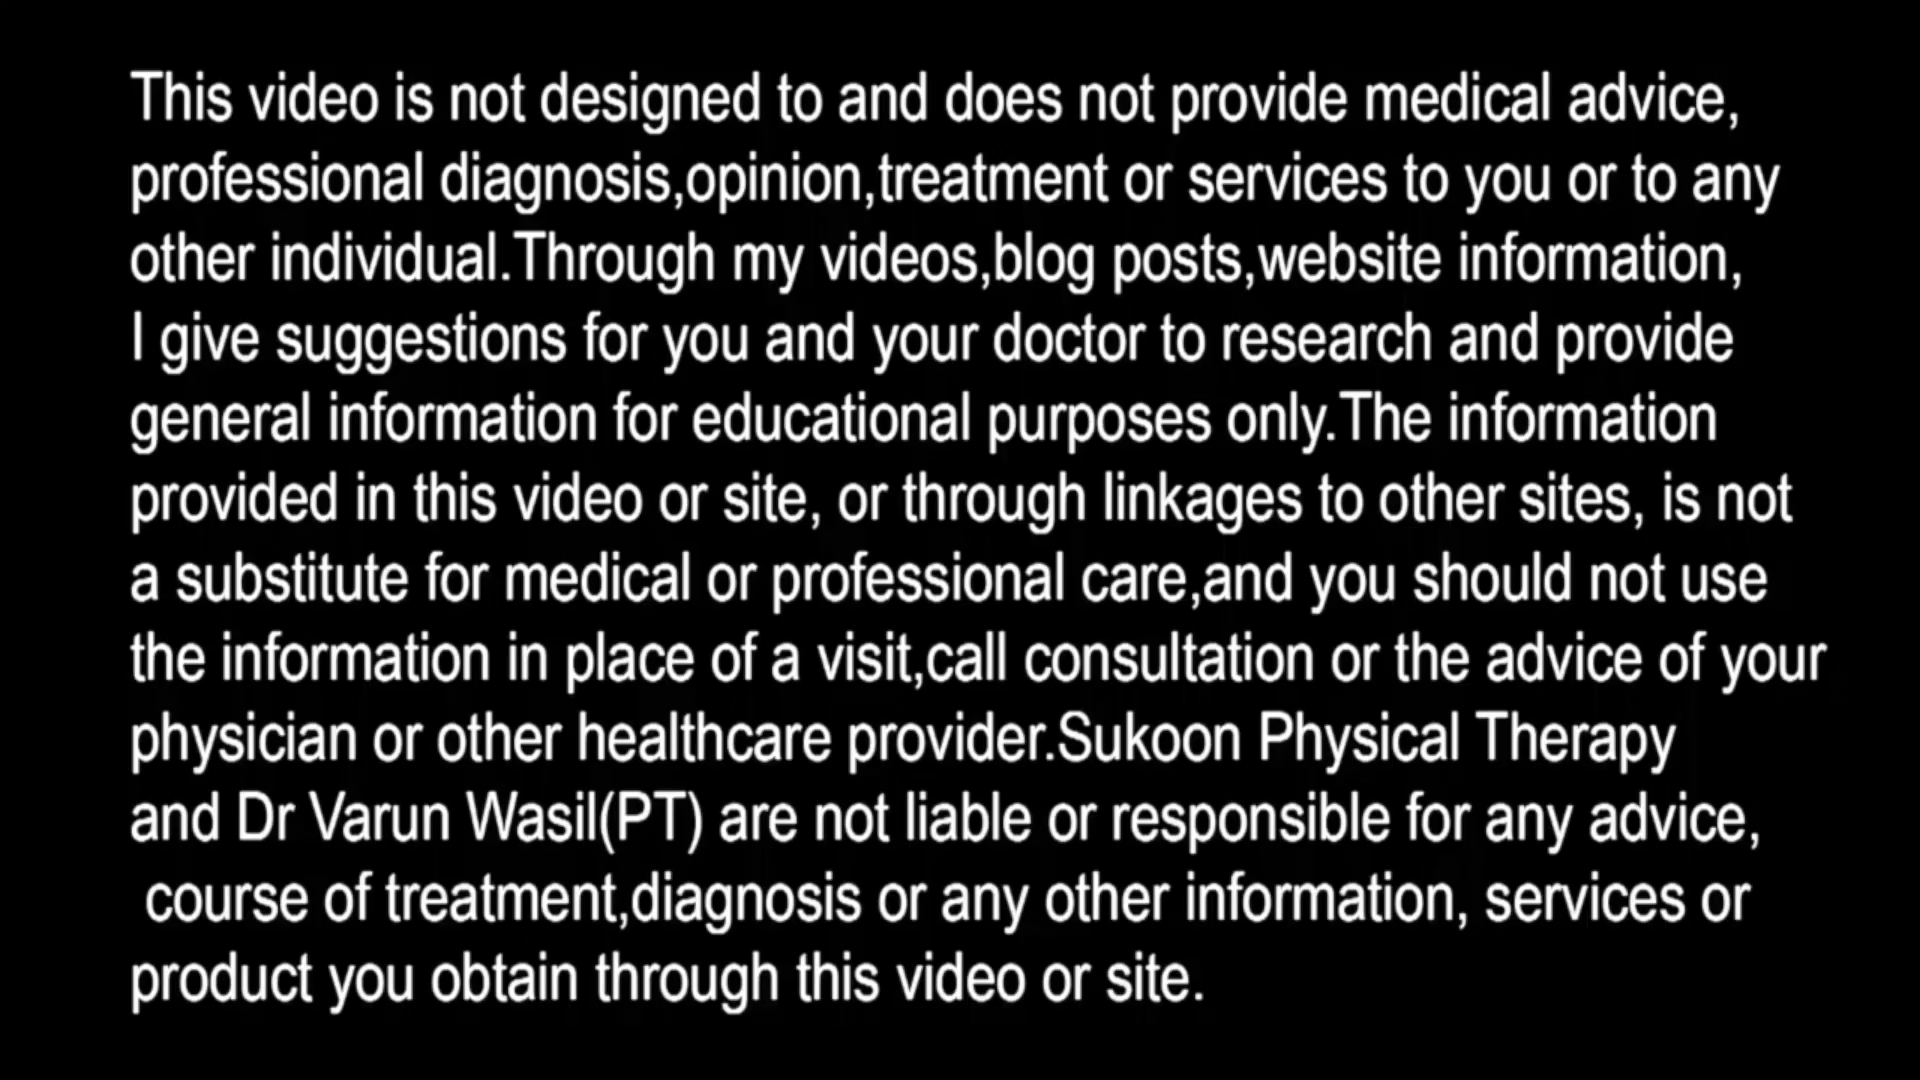 This video is not designed to and does not provide medical advice,
professional diagnosis,opinion,treatment or services to you or to any
other individual.Through my videos,blog posts,website information,
I give suggestions for you and your doctor to research and provide
general information for educational purposes only.The information
provided in this video or site, or through linkages to other sites, is not
a substitute for medical or professional care,and you should not use
the information in place of a visit,call consultation or the advice of your
physician or other healthcare provider.Sukoon Physical Therapy
and Dr Varun Wasil(PT) are not liable or responsible for any advice,
course of treatment,diagnosis or any other information, services or
product you obtain through this video or site.